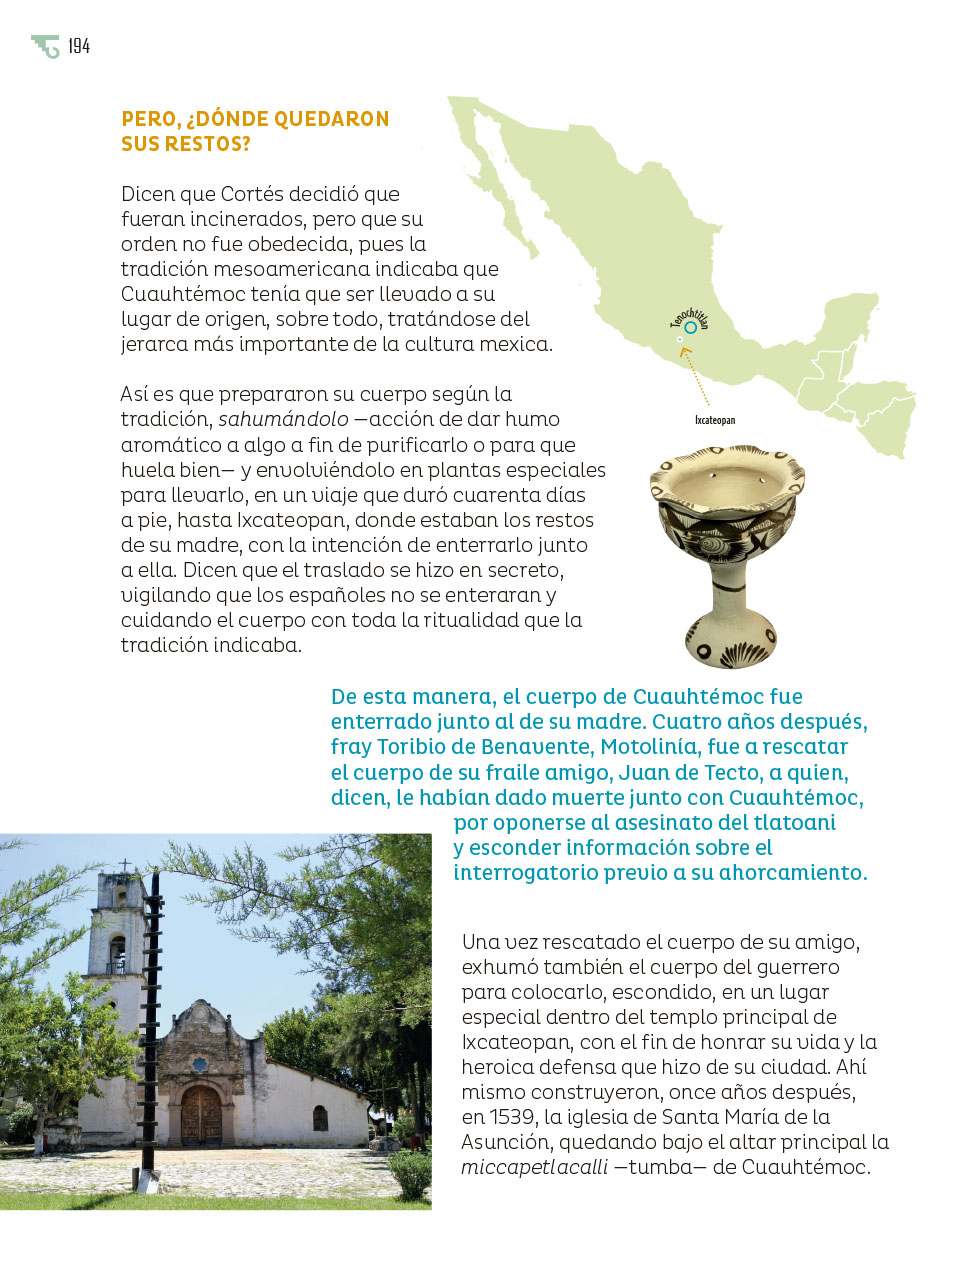 194
PERO, ¿DÓNDE QUEDARON
SUS RESTOS?
Dicen que Cortés decidió que
fueran incinerados, pero que su
orden no fue obedecida, pues la
tradición mesoamericana indicaba que
Cuauhtémoc tenía que ser llevado a su
lugar de origen, sobre todo, tratándose del
jerarca más importante de la cultura mexica.
Tenochtitlan
Ixcateopan
Así es que prepararon su cuerpo según la
tradición, sahumándolo —acción de dar humo
aromático a algo a fin de purificarlo o para que
huela bien— y envolviéndolo en plantas especiales
para llevarlo, en un viaje que duró cuarenta días
a pie, hasta Ixcateopan, donde estaban los restos
de su madre, con la intención de enterrarlo junto
a ella. Dicen que el traslado se hizo en secreto,
vigilando que los españoles no se enteraran y
cuidando el cuerpo con toda la ritualidad que la
tradición indicaba.
De esta manera, el cuerpo de Cuauhtémoc fue
enterrado junto al de su madre. Cuatro años después,
fray Toribio de Benavente, Motolinía, fue a rescatar
el cuerpo de su fraile amigo, Juan de Tecto, a quien,
dicen, le habían dado muerte junto con Cuauhtémoc,
por oponerse al asesinato del tlatoani
y esconder información sobre el
interrogatorio previo a su ahorcamiento.
Una vez rescatado el cuerpo de su amigo,
exhumó también el cuerpo del guerrero
para colocarlo, escondido, en un lugar
especial dentro del templo principal de
Ixcateopan, con el fin de honrar su vida y la
heroica defensa que hizo de su ciudad. Ahí
mismo construyeron, once años después,
en 1539, la iglesia de Santa María de la
Asunción, quedando bajo el altar principal la
miccapetlacalli —tumba— de Cuauhtémoc.